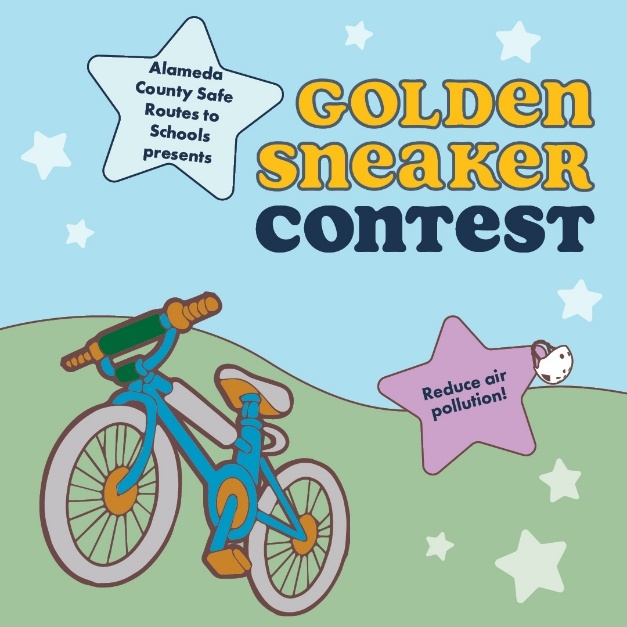 Alameda
County Safe
Routes to
Schools
presents
GOLDen
SneaKeR
COnTeST
Reduce air
pollution!